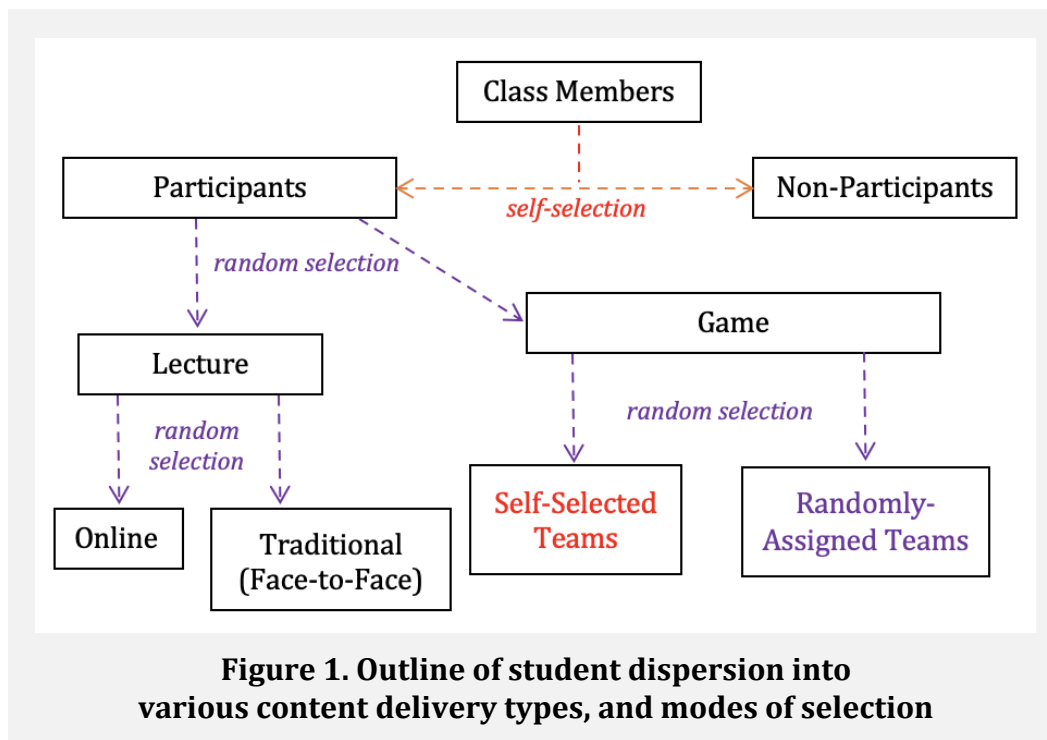 Class Members
Participants
Non-Participants
self-selection
random selection
Game
Lecture
random selection
random
selection
Self-Selected
Teams
Randomly-
Assigned Teams
Online
Traditional
(Face-to-Face)
Figure 1. Outline of student dispersion into
various content delivery types, and modes of selection